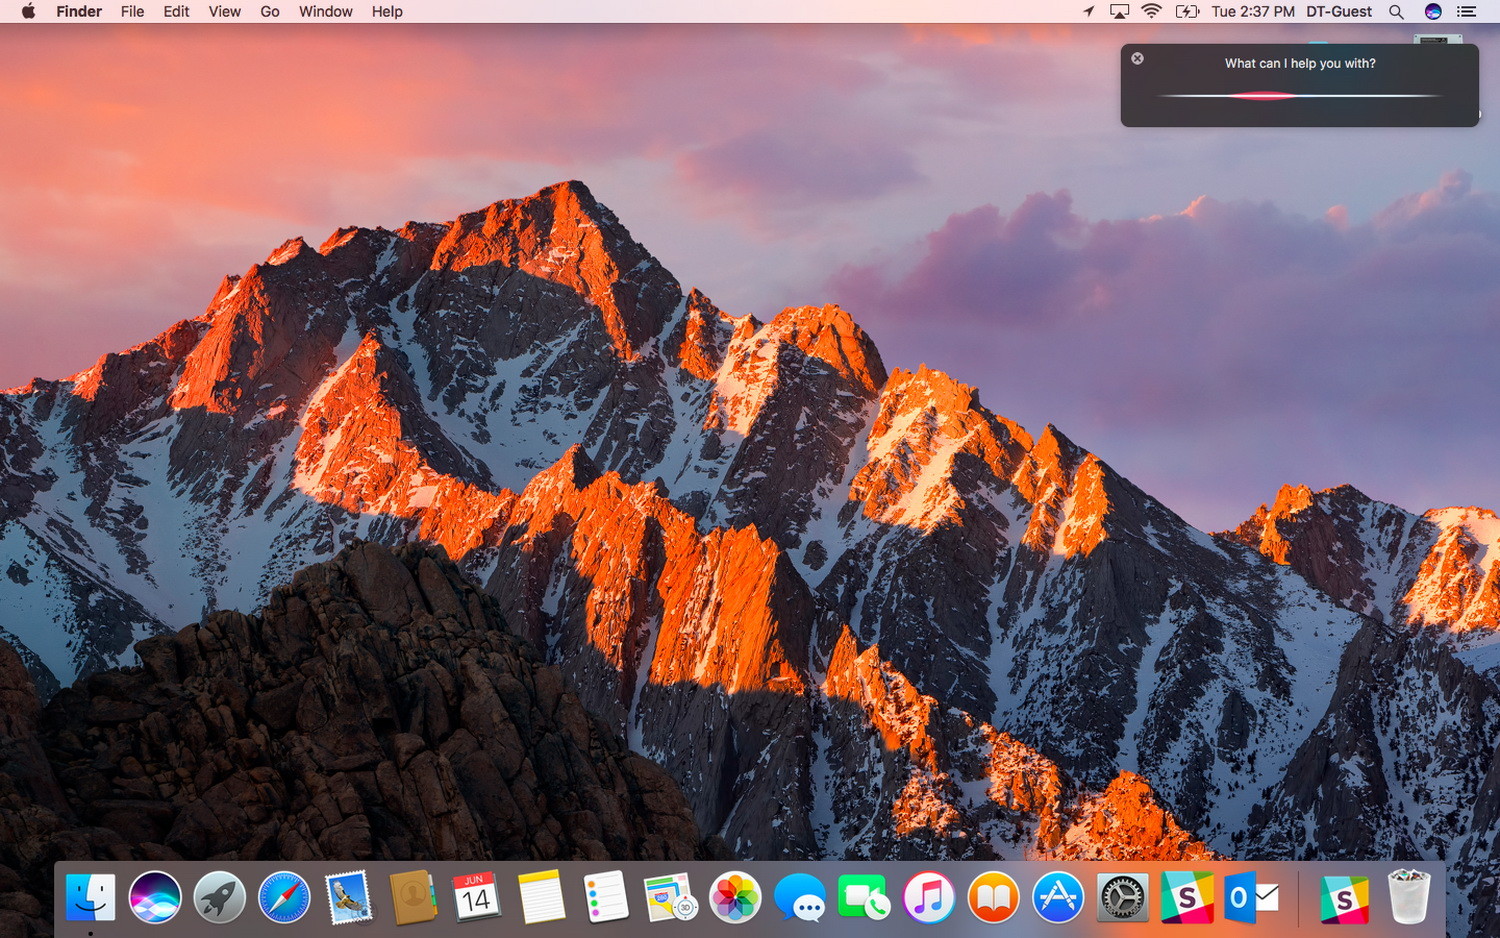 Finder File Edit View Go Window Help Tue 2:37 PM DT-Guest
What can I help you with?
JUN
14
3D
S
O
S